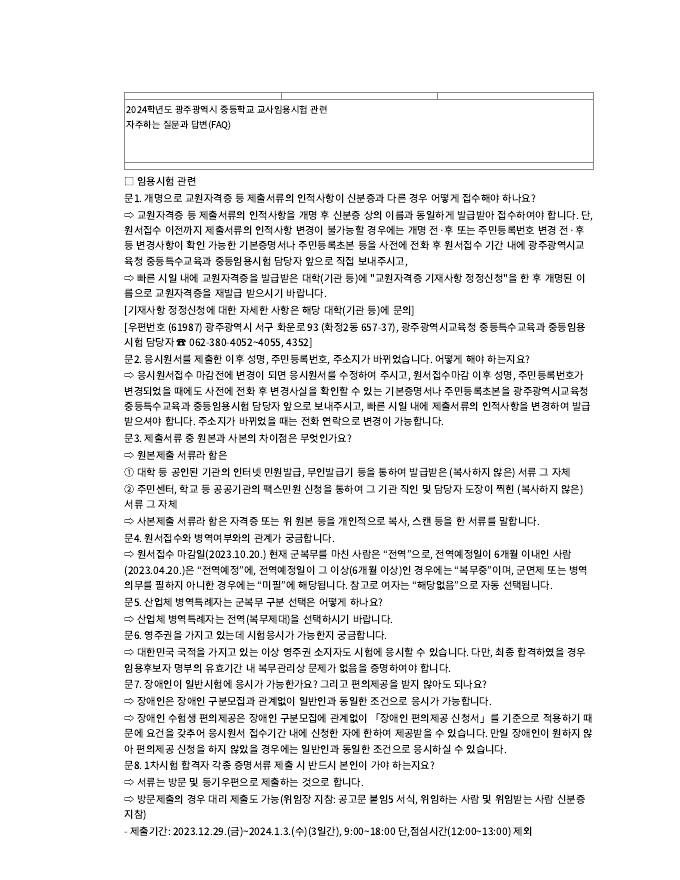 2024학년도 광주광역시 중등학교 교사임용시험 관련
자주하는 질문과 답변(FAQ)
□ 임용시험 관련
문1. 개명으로 교원자격증 등 제출서류의 인적사항이 신분증과 다른 경우 어떻게 접수해야 하나요?
⇨ 교원자격증 등 제출서류의 인적사항을 개명 후 신분증 상의 이름과 동일하게 발급받아 접수하여야 합니다. 단,
원서접수 이전까지 제출서류의 인적사항 변경이 불가능할 경우에는 개명 전·후 또는 주민등록번호 변경 전·후
등 변경사항이 확인 가능한 기본증명서나 주민등록초본 등을 사전에 전화 후 원서접수 기간 내에 광주광역시교
육청 중등특수교육과 중등임용시험 담당자 앞으로 직접 보내주시고,
⇨ 빠른 시일 내에 교원자격증을 발급받은 대학(기관 등)에 "교원자격증 기재사항 정정신청"을 한 후 개명된 이
름으로 교원자격증을 재발급 받으시기 바랍니다.
[기재사항 정정신청에 대한 자세한 사항은 해당 대학(기관 등)에 문의]
[우편번호 (61987) 광주광역시 서구 화운로 93 (화정2동 657-37), 광주광역시교육청 중등특수교육과 중등임용
시험 담당자 ☎ 062-380-4052~4055, 4352]
문2. 응시원서를 제출한 이후 성명, 주민등록번호, 주소지가 바뀌었습니다. 어떻게 해야 하는지요?
⇨ 응시원서접수 마감전에 변경이 되면 응시원서를 수정하여 주시고, 원서접수마감 이후 성명, 주민등록번호가
변경되었을 때에도 사전에 전화 후 변경사실을 확인할 수 있는 기본증명서나 주민등록초본을 광주광역시교육청
중등특수교육과 중등임용시험 담당자 앞으로 보내주시고, 빠른 시일 내에 제출서류의 인적사항을 변경하여 발급
받으셔야 합니다. 주소지가 바뀌었을 때는 전화 연락으로 변경이 가능합니다.
문3. 제출서류 중 원본과 사본의 차이점은 무엇인가요?
⇨ 원본제출 서류라 함은
① 대학 등 공인된 기관의 인터넷 민원발급, 무인발급기 등을 통하여 발급받은 (복사하지 않은) 서류 그 자체
② 주민센터, 학교 등 공공기관의 팩스민원 신청을 통하여 그 기관 직인 및 담당자 도장이 찍힌 (복사하지 않은)
서류 그 자체
⇨ 사본제출 서류라 함은 자격증 또는 위 원본 등을 개인적으로 복사, 스캔 등을 한 서류를 말합니다.
문4. 원서접수와 병역여부와의 관계가 궁금합니다.
⇨ 원서접수 마감일(2023.10.20.) 현재 군복무를 마친 사람은 “전역”으로, 전역예정일이 6개월 이내인 사람
(2023.04.20.)은 “전역예정”에, 전역예정일이 그 이상(6개월 이상)인 경우에는 “복무중”이며, 군면제 또는 병역
의무를 필하지 아니한 경우에는 “미필”에 해당됩니다. 참고로 여자는 “해당없음”으로 자동 선택됩니다.
문5. 산업체 병역특례자는 군복무 구분 선택은 어떻게 하나요?
⇨ 산업체 병역특례자는 전역(복무제대)을 선택하시기 바랍니다.
문6. 영주권을 가지고 있는데 시험응시가 가능한지 궁금합니다.
⇨ 대한민국 국적을 가지고 있는 이상 영주권 소지자도 시험에 응시할 수 있습니다. 다만, 최종 합격하였을 경우
임용후보자 명부의 유효기간 내 복무관리상 문제가 없음을 증명하여야 합니다.
문7. 장애인이 일반시험에 응시가 가능한가요? 그리고 편의제공을 받지 않아도 되나요?
⇨ 장애인은 장애인 구분모집과 관계없이 일반인과 동일한 조건으로 응시가 가능합니다.
⇨ 장애인 수험생 편의제공은 장애인 구분모집에 관계없이 「장애인 편의제공 신청서」를 기준으로 적용하기 때
문에 요건을 갖추어 응시원서 접수기간 내에 신청한 자에 한하여 제공받을 수 있습니다. 만일 장애인이 원하지 않
아 편의제공 신청을 하지 않았을 경우에는 일반인과 동일한 조건으로 응시하실 수 있습니다.
문8. 1차시험 합격자 각종 증명서류 제출 시 반드시 본인이 가야 하는지요?
⇨ 서류는 방문 및 등기우편으로 제출하는 것으로 합니다.
⇨ 방문제출의 경우 대리 제출도 가능(위임장 지참: 공고문 붙임5 서식, 위임하는 사람 및 위임받는 사람 신분증
지참)
- 제출기간: 2023.12.29.(금)~2024.1.3.(수)(3일간), 9:00~18:00 단,점심시간(12:00~13:00) 제외